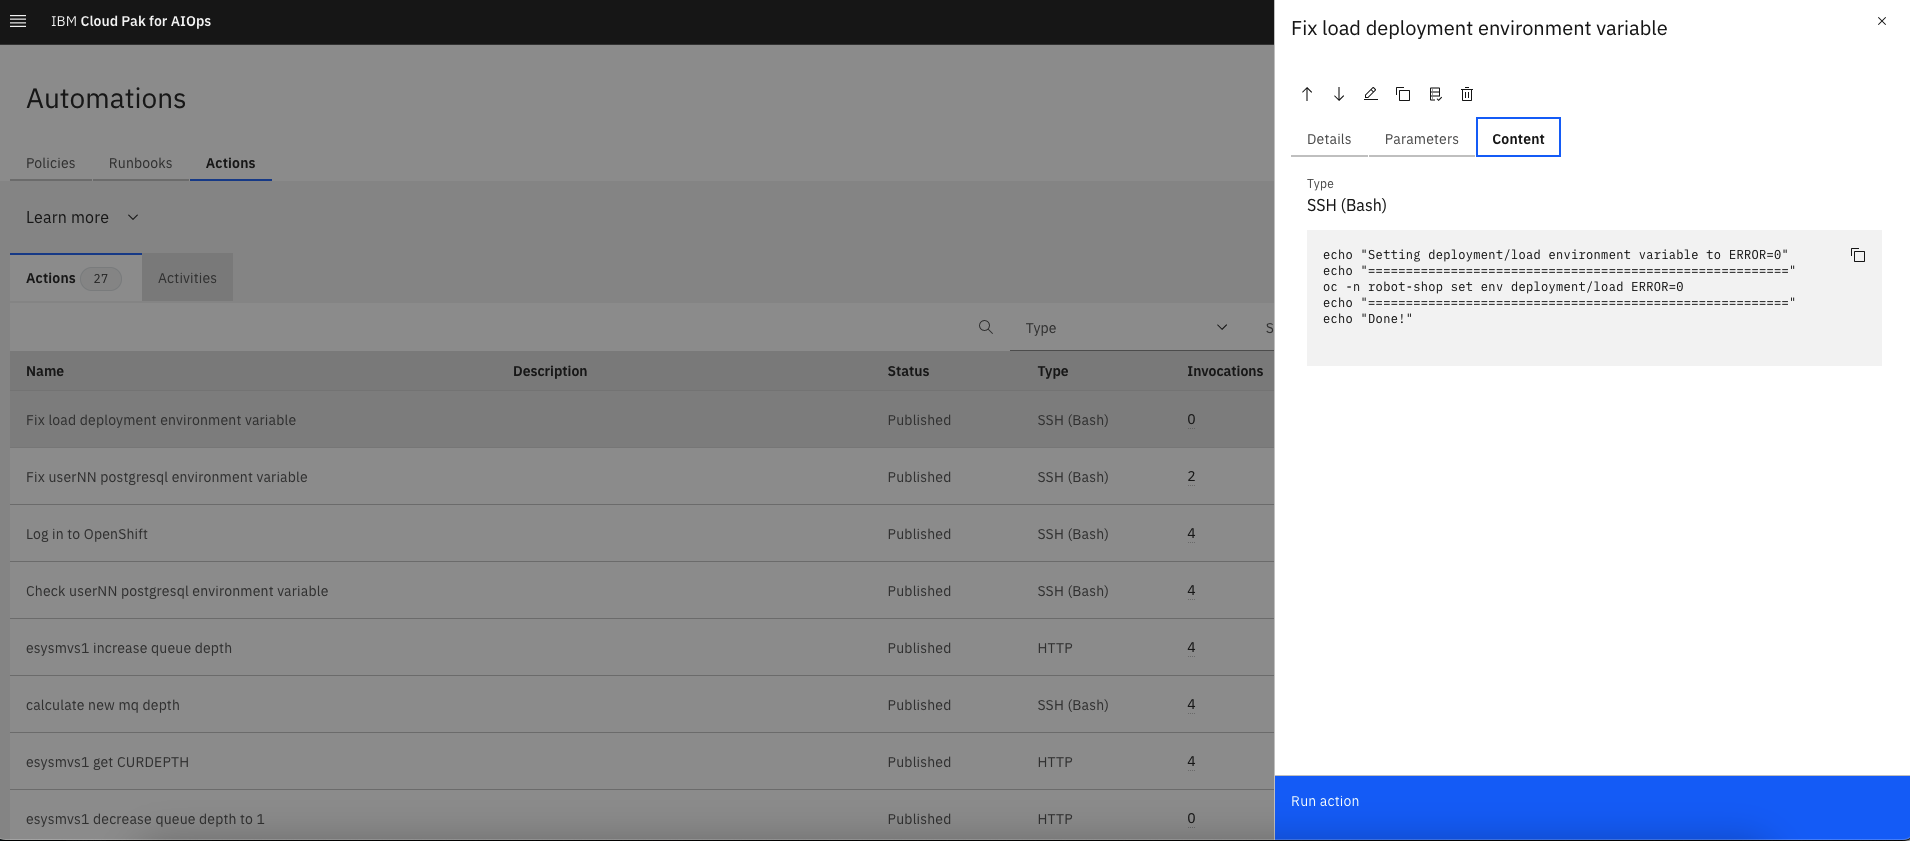 IBM Cloud Pak for AIOps
Automations
Policies
Runbooks
Actions
Learn more
Actions 27
Activities
Type
S
Name Description Status Type Invocations
Fix load deployment environment variable Published SSH (Bash) 0
Fix userNN postgresql environment variable Published SSH (Bash) 2
Log in to OpenShift Published SSH (Bash) 4
Check userNN postgresql environment variable Published SSH (Bash) 4
esysmvs1 increase queue depth Published HTTP 4
calculate new mq depth Published SSH (Bash) 4
esysmvs1 get CURDEPTH Published HTTP 4
esysmvs1 decrease queue depth to 1 Published HTTP 0
Fix load deployment environment variable
Details
Parameters
Content
Type
SSH (Bash)
echo "Setting deployment/load environment variable to ERROR=0"
echo "========================================================"
oc -n robot-shop set env deployment/load ERROR=0
echo "========================================================"
echo "Done!"
Run action